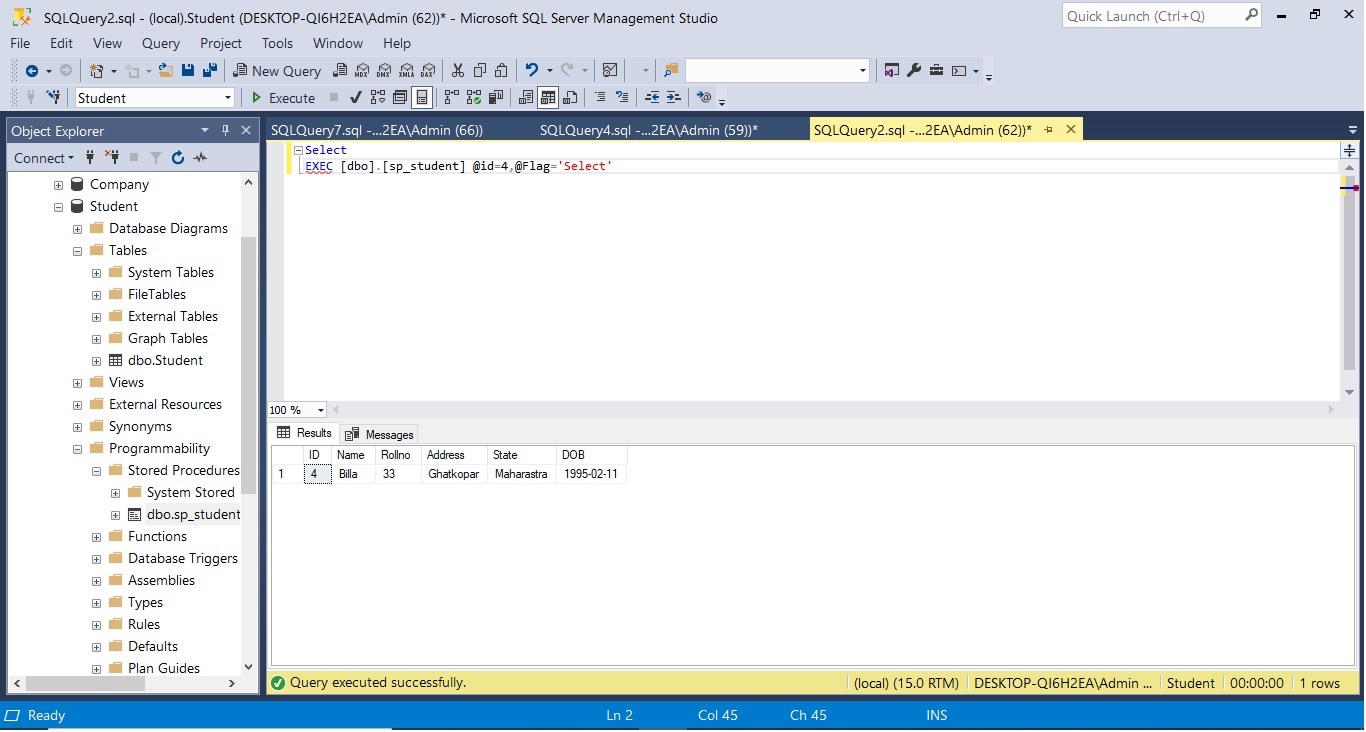 SQLQuery2.sql - (local).Student (DESKTOP-QI6H2EA\Admin (62))* - Microsoft SQL Server Management Studio
Quick Launch (Ctrl+Q)
File Edit View Query Project Tools Window Help
New Query MDX DMX XMLA DAX
Student Execute
Object Explorer
SQLQuery7.sql -...2EA\Admin (66)) SQLQuery4.sql -...2EA\Admin (59))* SQLQuery2.sql -...2EA\Admin (62))*
Connect
Company
Student
Database Diagrams
Tables
System Tables
FileTables
External Tables
Graph Tables
dbo.Student
Views
External Resources
Synonyms
Programmability
Stored Procedures
System Stored
dbo.sp_student
Functions
Database Triggers
Assemblies
Types
Rules
Defaults
Plan Guides
Select
EXEC [dbo].[sp_student] @id=4,@Flag='Select'
100 %
Results Messages
ID Name Rollno Address State DOB
1 4 Billa 33 Ghatkopar Maharastra 1995-02-11
Query executed successfully. (local) (15.0 RTM) DESKTOP-QI6H2EA\Admin ... Student 00:00:00 1 rows
Ready Ln 2 Col 45 Ch 45 INS